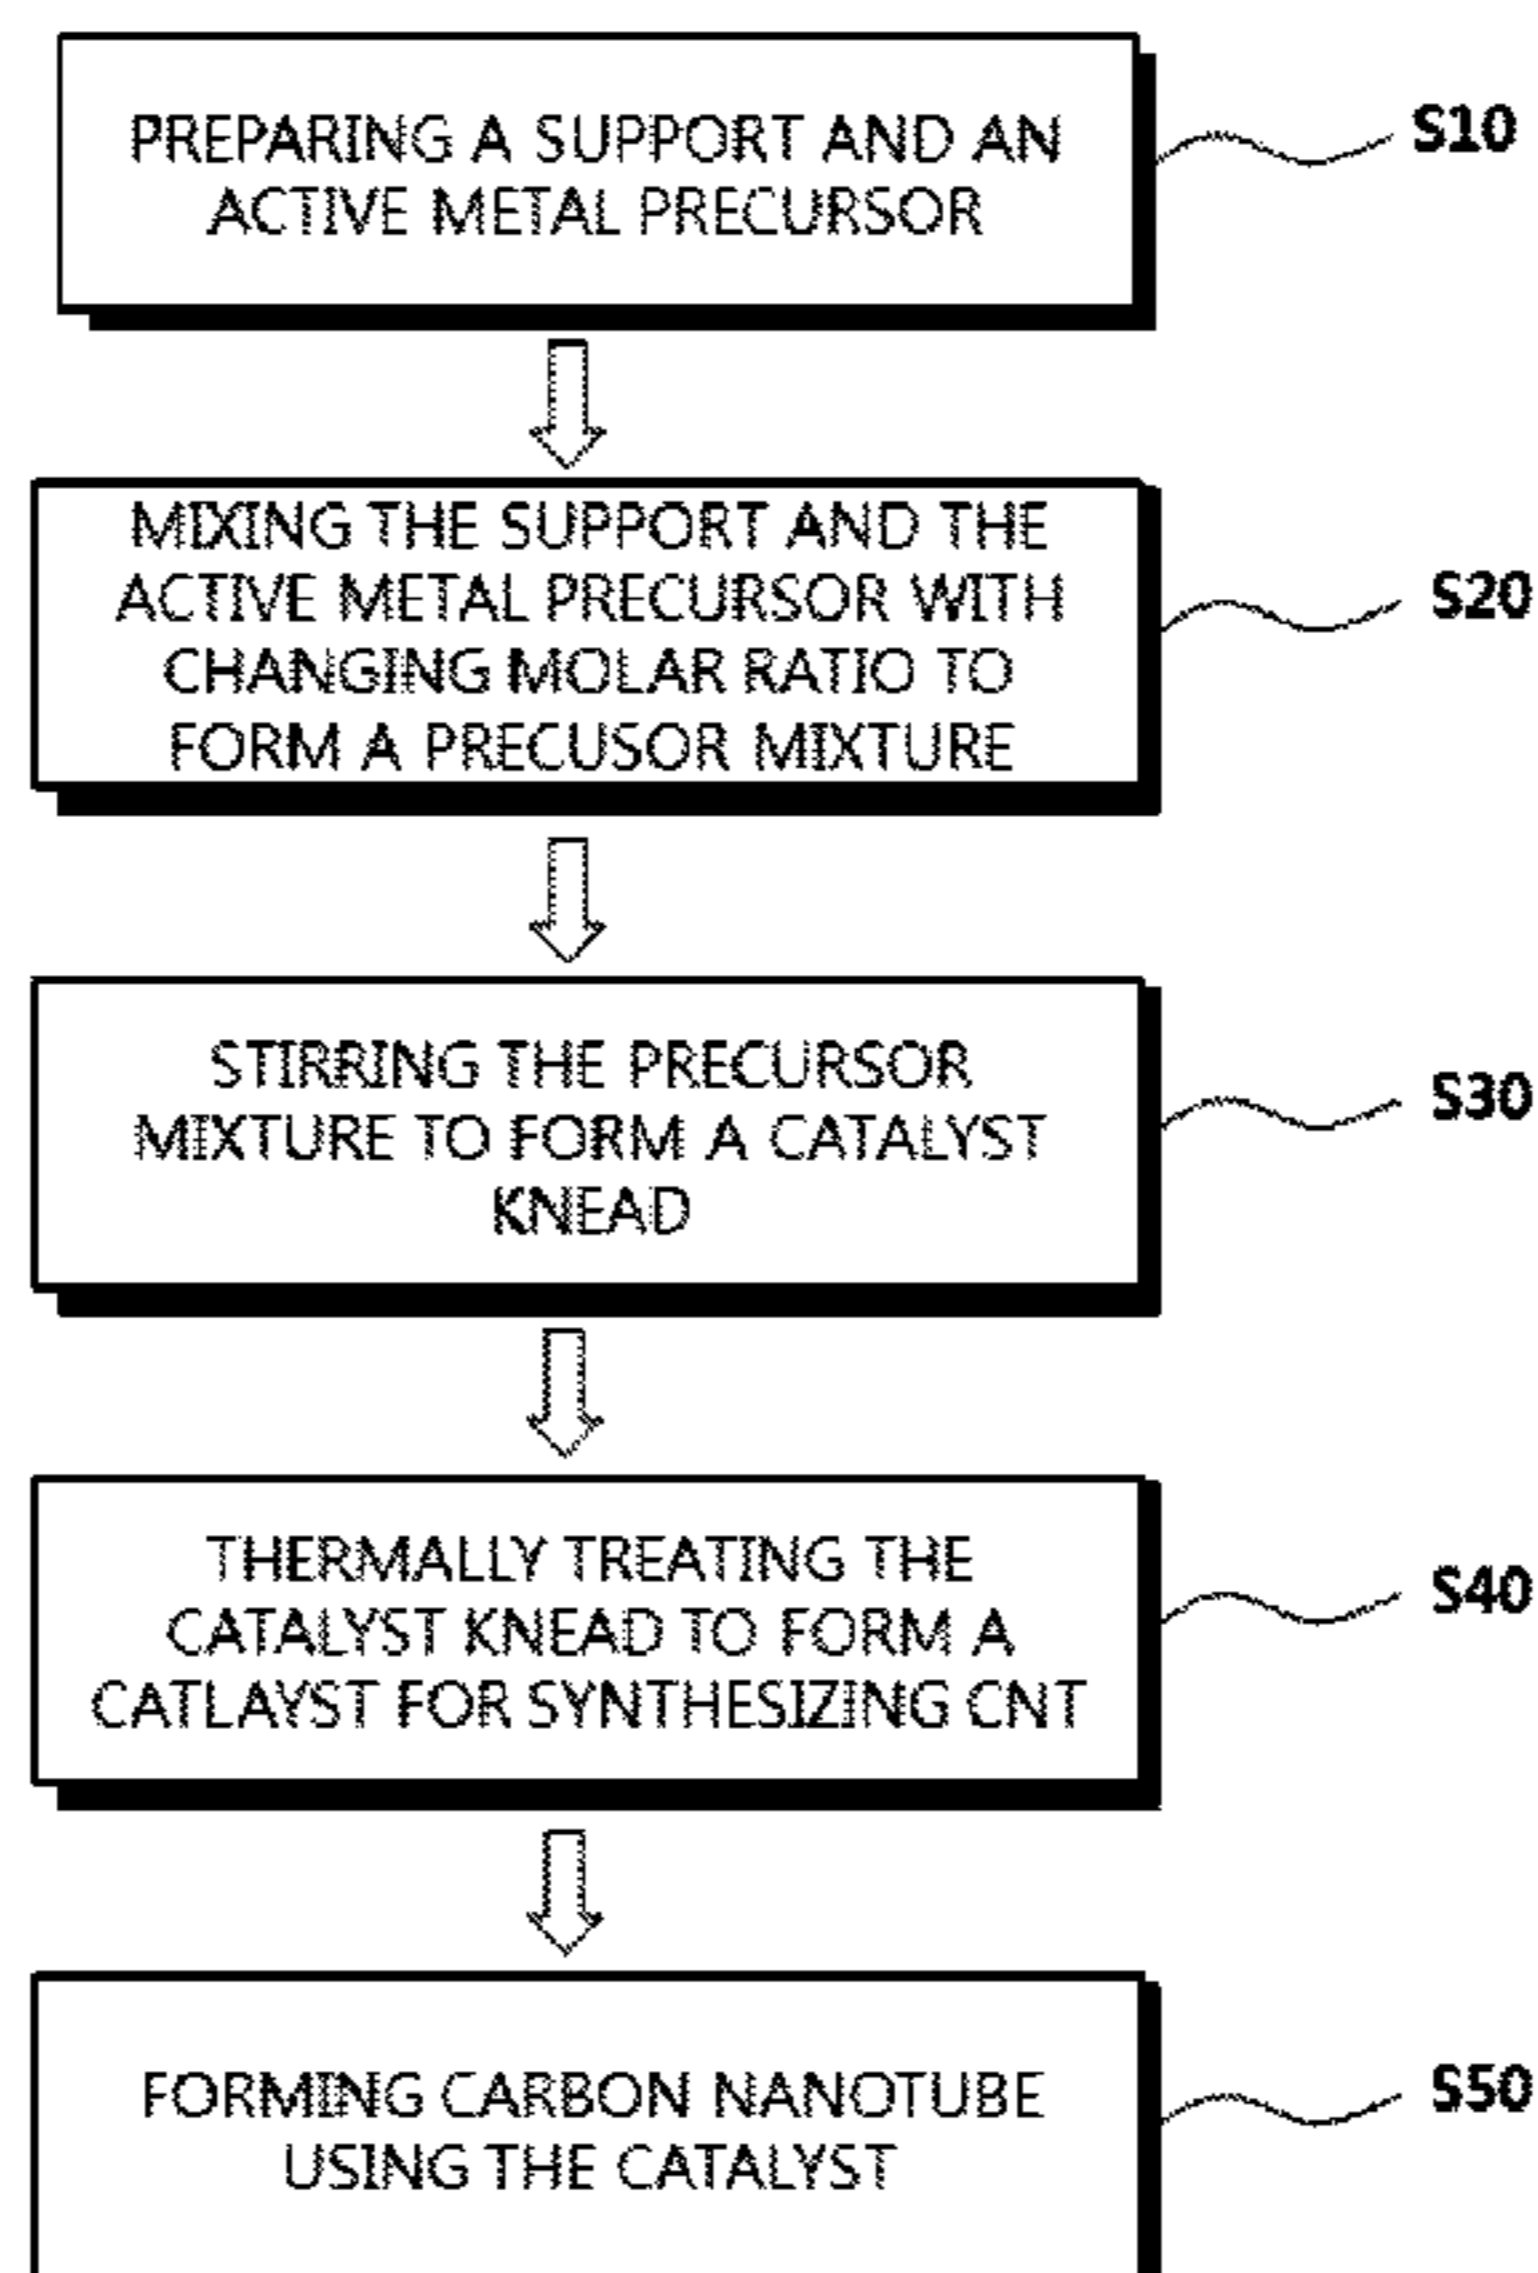 PREPARING A SUPPORT AND AN
ACTIVE METAL PRECURSOR
S10
MIXING THE SUPPORT AND THE
ACTIVE METAL PRECURSOR WITH
CHANGING MOLAR RATIO TO
FORM A PRECUSOR MIXTURE
S20
STIRRING THE PRECURSOR
MIXTURE TO FORM A CATALYST
KNEAD
S30
THERMALLY TREATING THE
CATALYST KNEAD TO FORM A
CATLAYST FOR SYNTHESIZING CNT
S40
FORMING CARBON NANOTUBE
USING THE CATALYST
S50